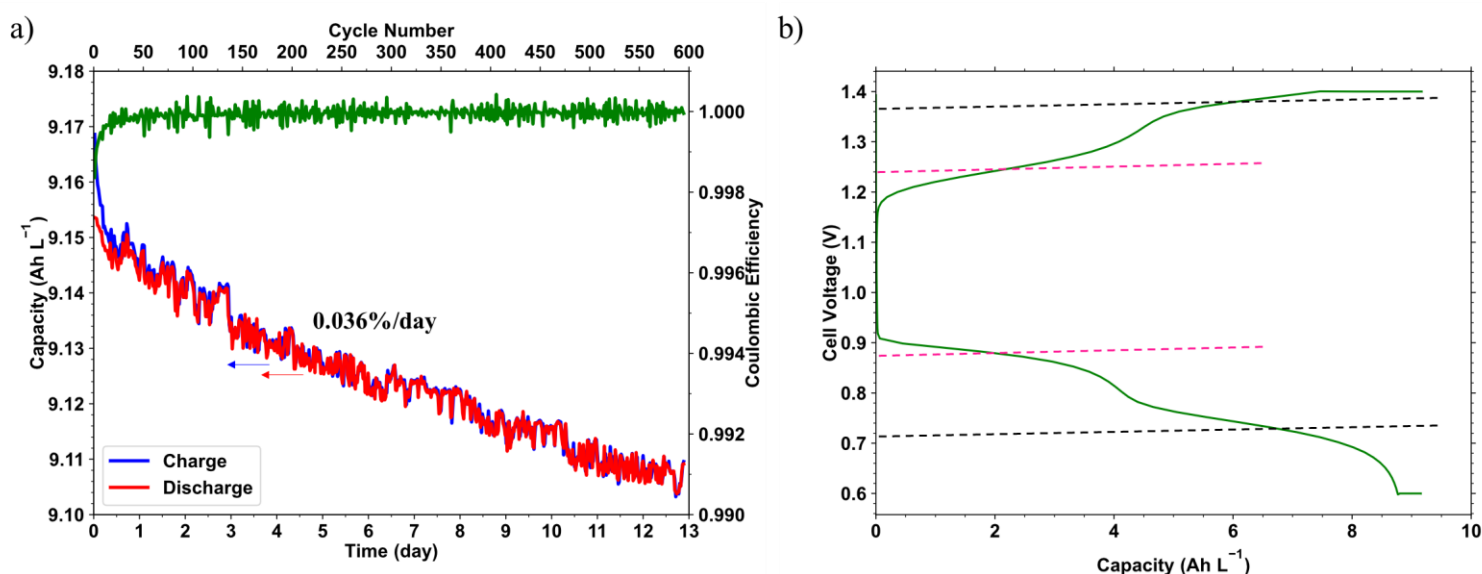 a)
Cycle Number
0 50 100 150 200 250 300 350 400 450 500 550 600
9.18
9.17
9.16
9.15
9.14
9.13
9.12
9.11
9.10
Capacity (Ah L⁻¹)
1.000
0.998
0.996
0.994
0.992
0.990
Coulombic Efficiency
0.036%/day
Charge
Discharge
0 1 2 3 4 5 6 7 8 9 10 11 12 13
Time (day)
b)
1.4
1.3
1.2
1.1
1.0
0.9
0.8
0.7
0.6
Cell Voltage (V)
0 2 4 6 8 10
Capacity (Ah L⁻¹)